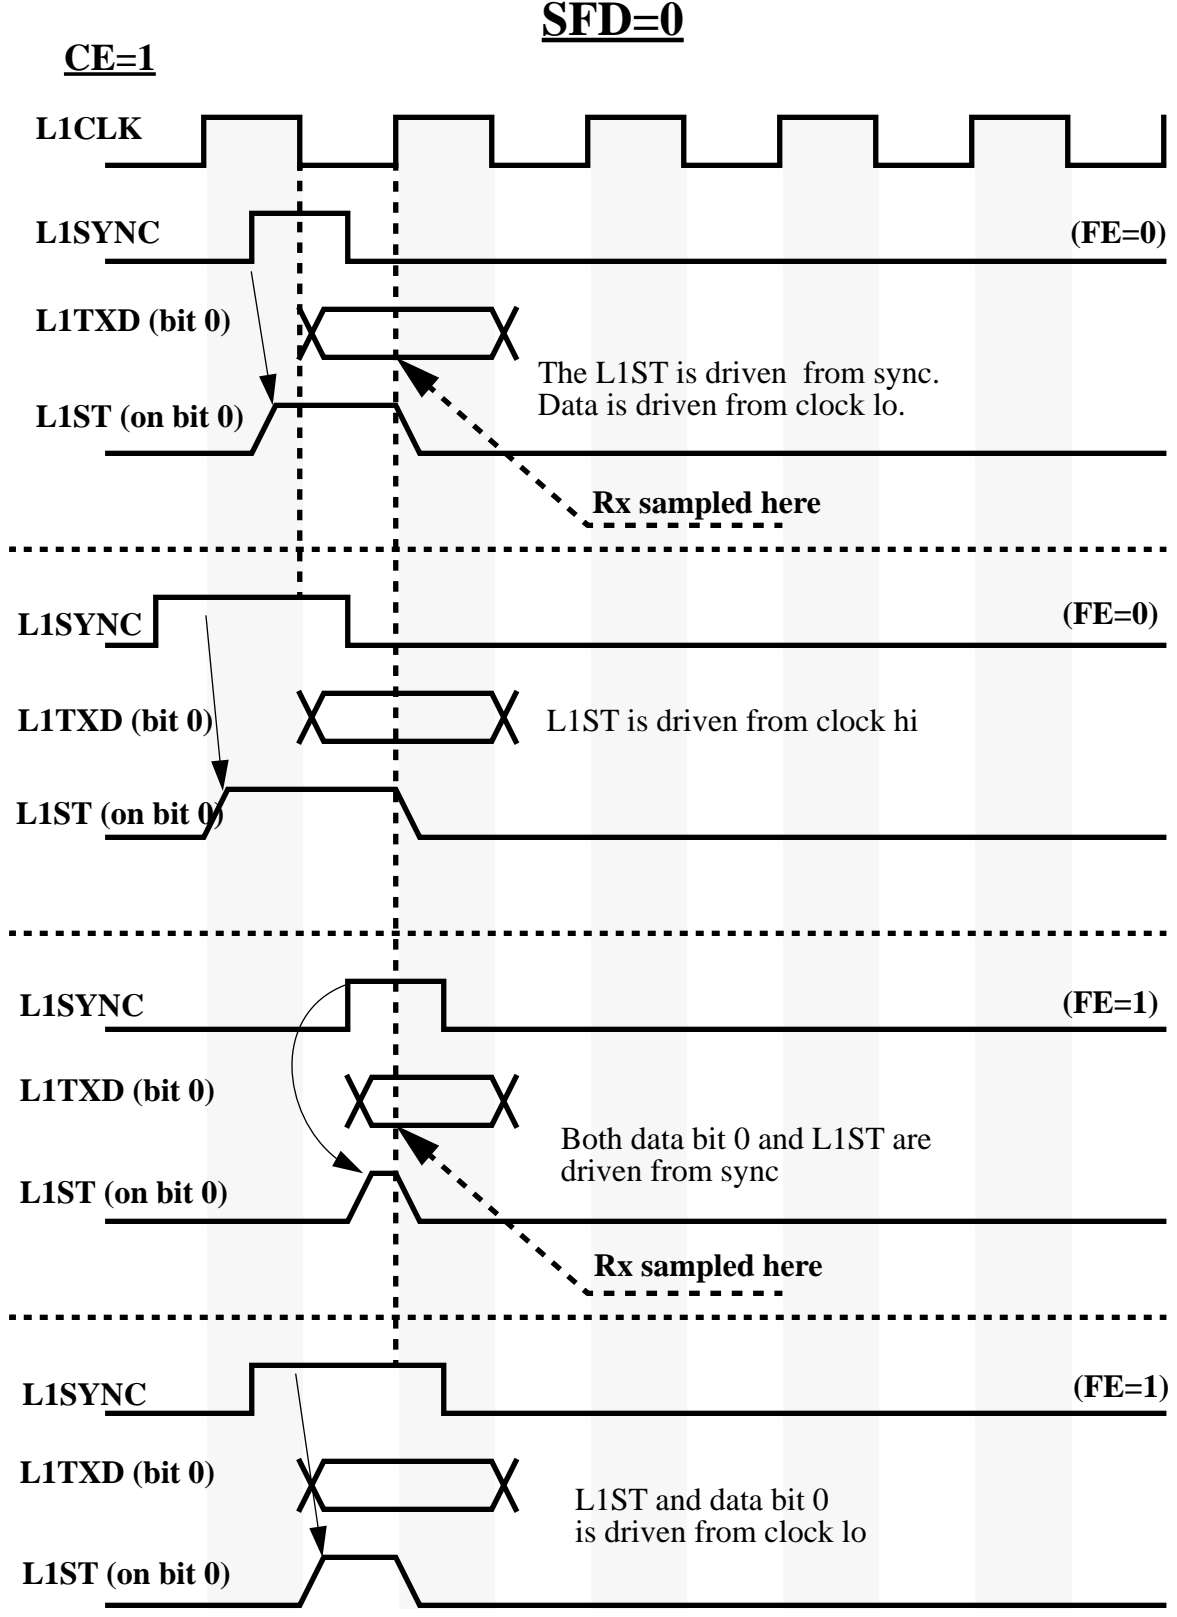 SFD=0
CE=1
L1CLK
L1SYNC
(FE=0)
L1TXD (bit 0)
The L1ST is driven from sync.
Data is driven from clock lo.
L1ST (on bit 0)
Rx sampled here
L1SYNC
(FE=0)
L1TXD (bit 0)
L1ST is driven from clock hi
L1ST (on bit 0)
L1SYNC
(FE=1)
L1TXD (bit 0)
Both data bit 0 and L1ST are
driven from sync
L1ST (on bit 0)
Rx sampled here
L1SYNC
(FE=1)
L1TXD (bit 0)
L1ST and data bit 0
is driven from clock lo
L1ST (on bit 0)